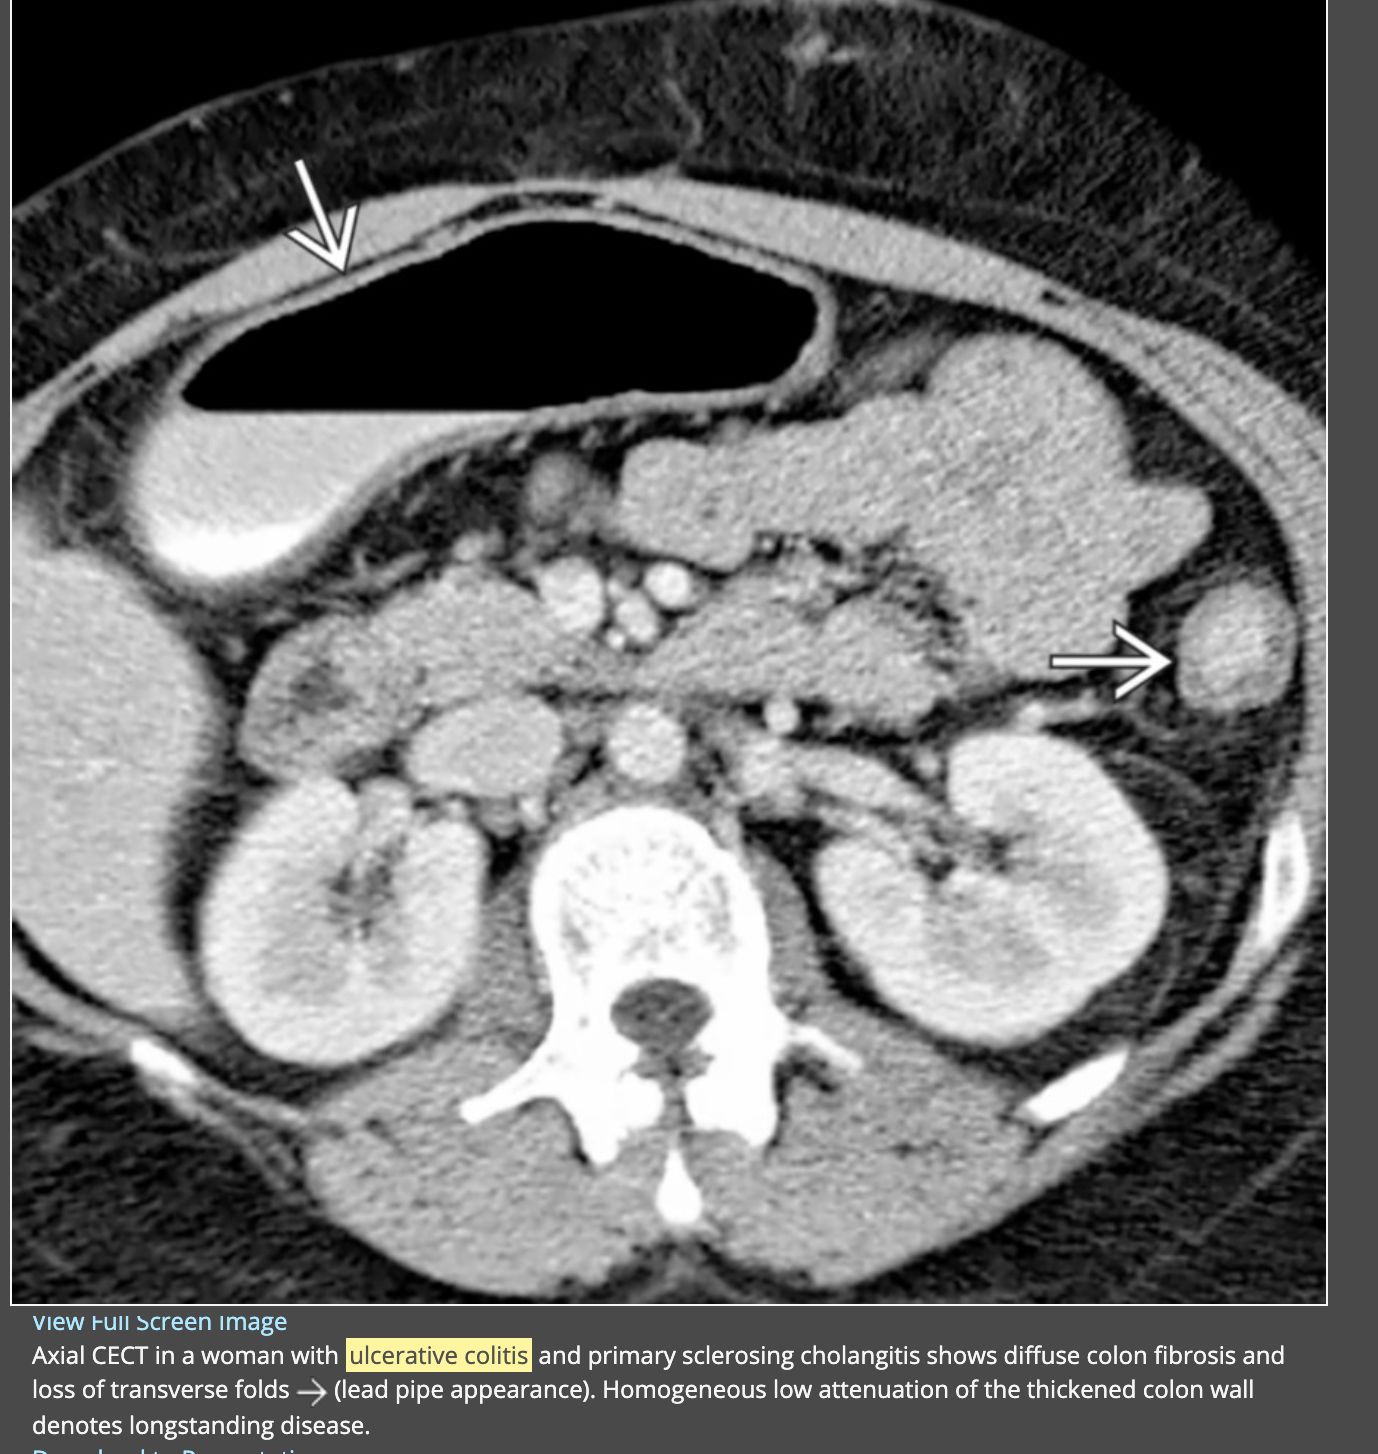 View Full Screen Image
Axial CECT in a woman with ulcerative colitis and primary sclerosing cholangitis shows diffuse colon fibrosis and
loss of transverse folds → (lead pipe appearance). Homogeneous low attenuation of the thickened colon wall
denotes longstanding disease.